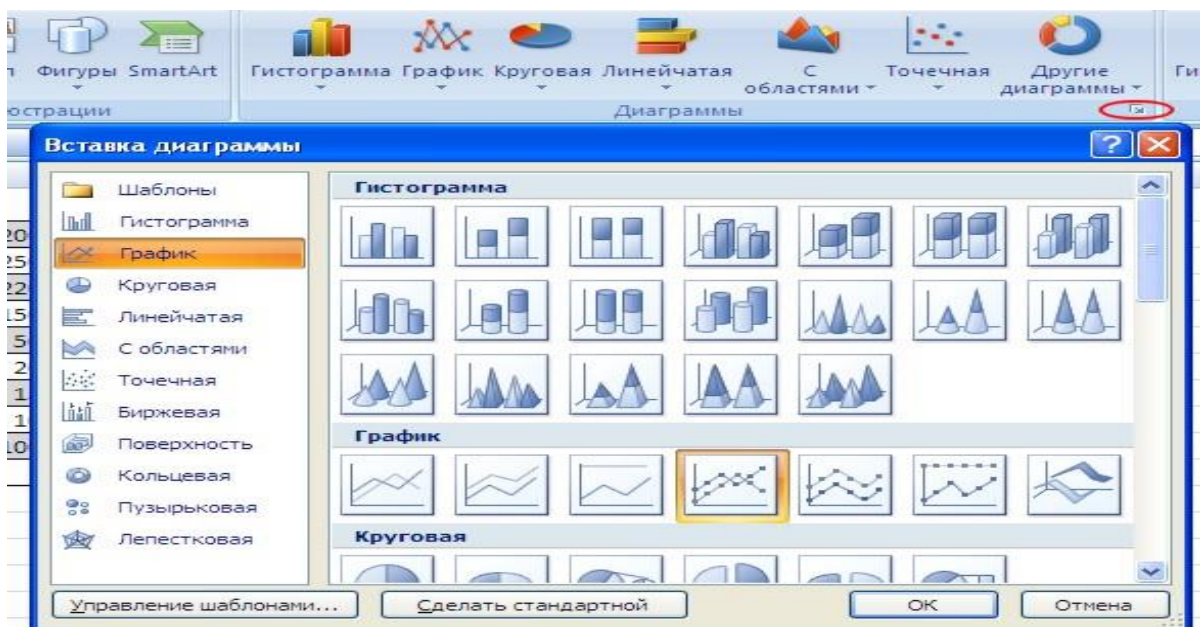 Фигуры SmartArt Гистограмма График Круговая Линейчатая С областями Точечная Другие диаграммы
Диаграммы
Вставка диаграммы
Шаблоны
Гистограмма
График
Круговая
Линейчатая
С областями
Точечная
Биржевая
Поверхность
Кольцевая
Пузырьковая
Лепестковая
Гистограмма
График
Круговая
Управление шаблонами... Сделать стандартной ОК Отмена